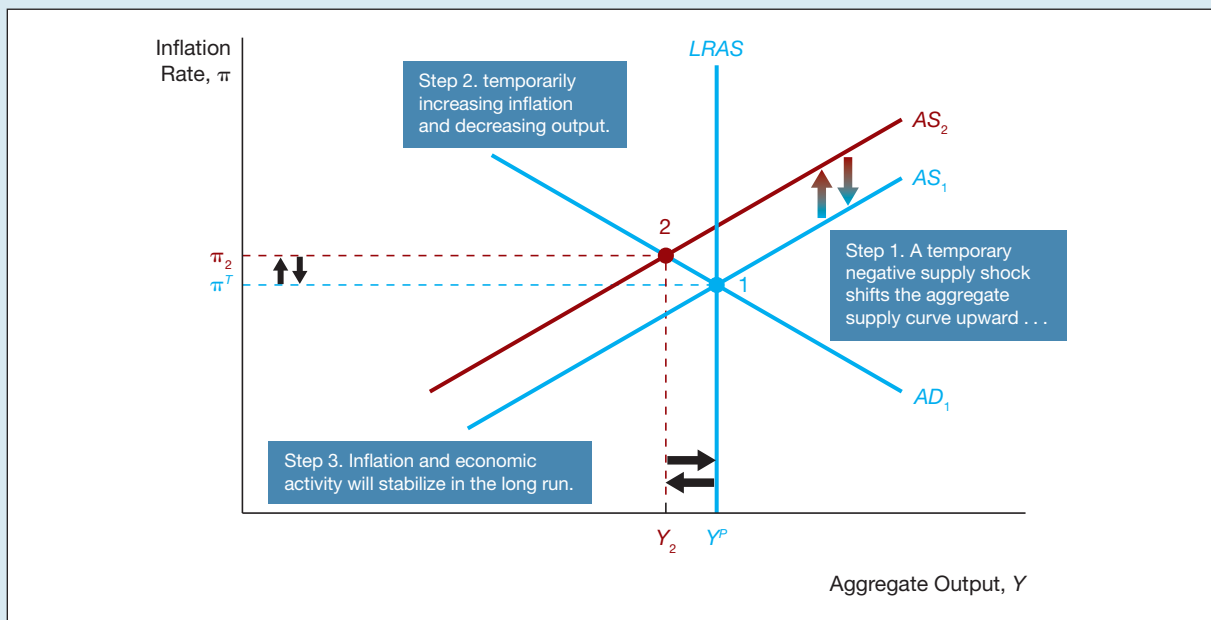 Inflation
Rate, π
LRAS
Step 2. temporarily
increasing inflation
and decreasing output.
AS₂
AS₁
2
π₂
πᵀ
1
Step 1. A temporary
negative supply shock
shifts the aggregate
supply curve upward . . .
AD₁
Step 3. Inflation and economic
activity will stabilize in the long run.
Y₂
Yᴾ
Aggregate Output, Y